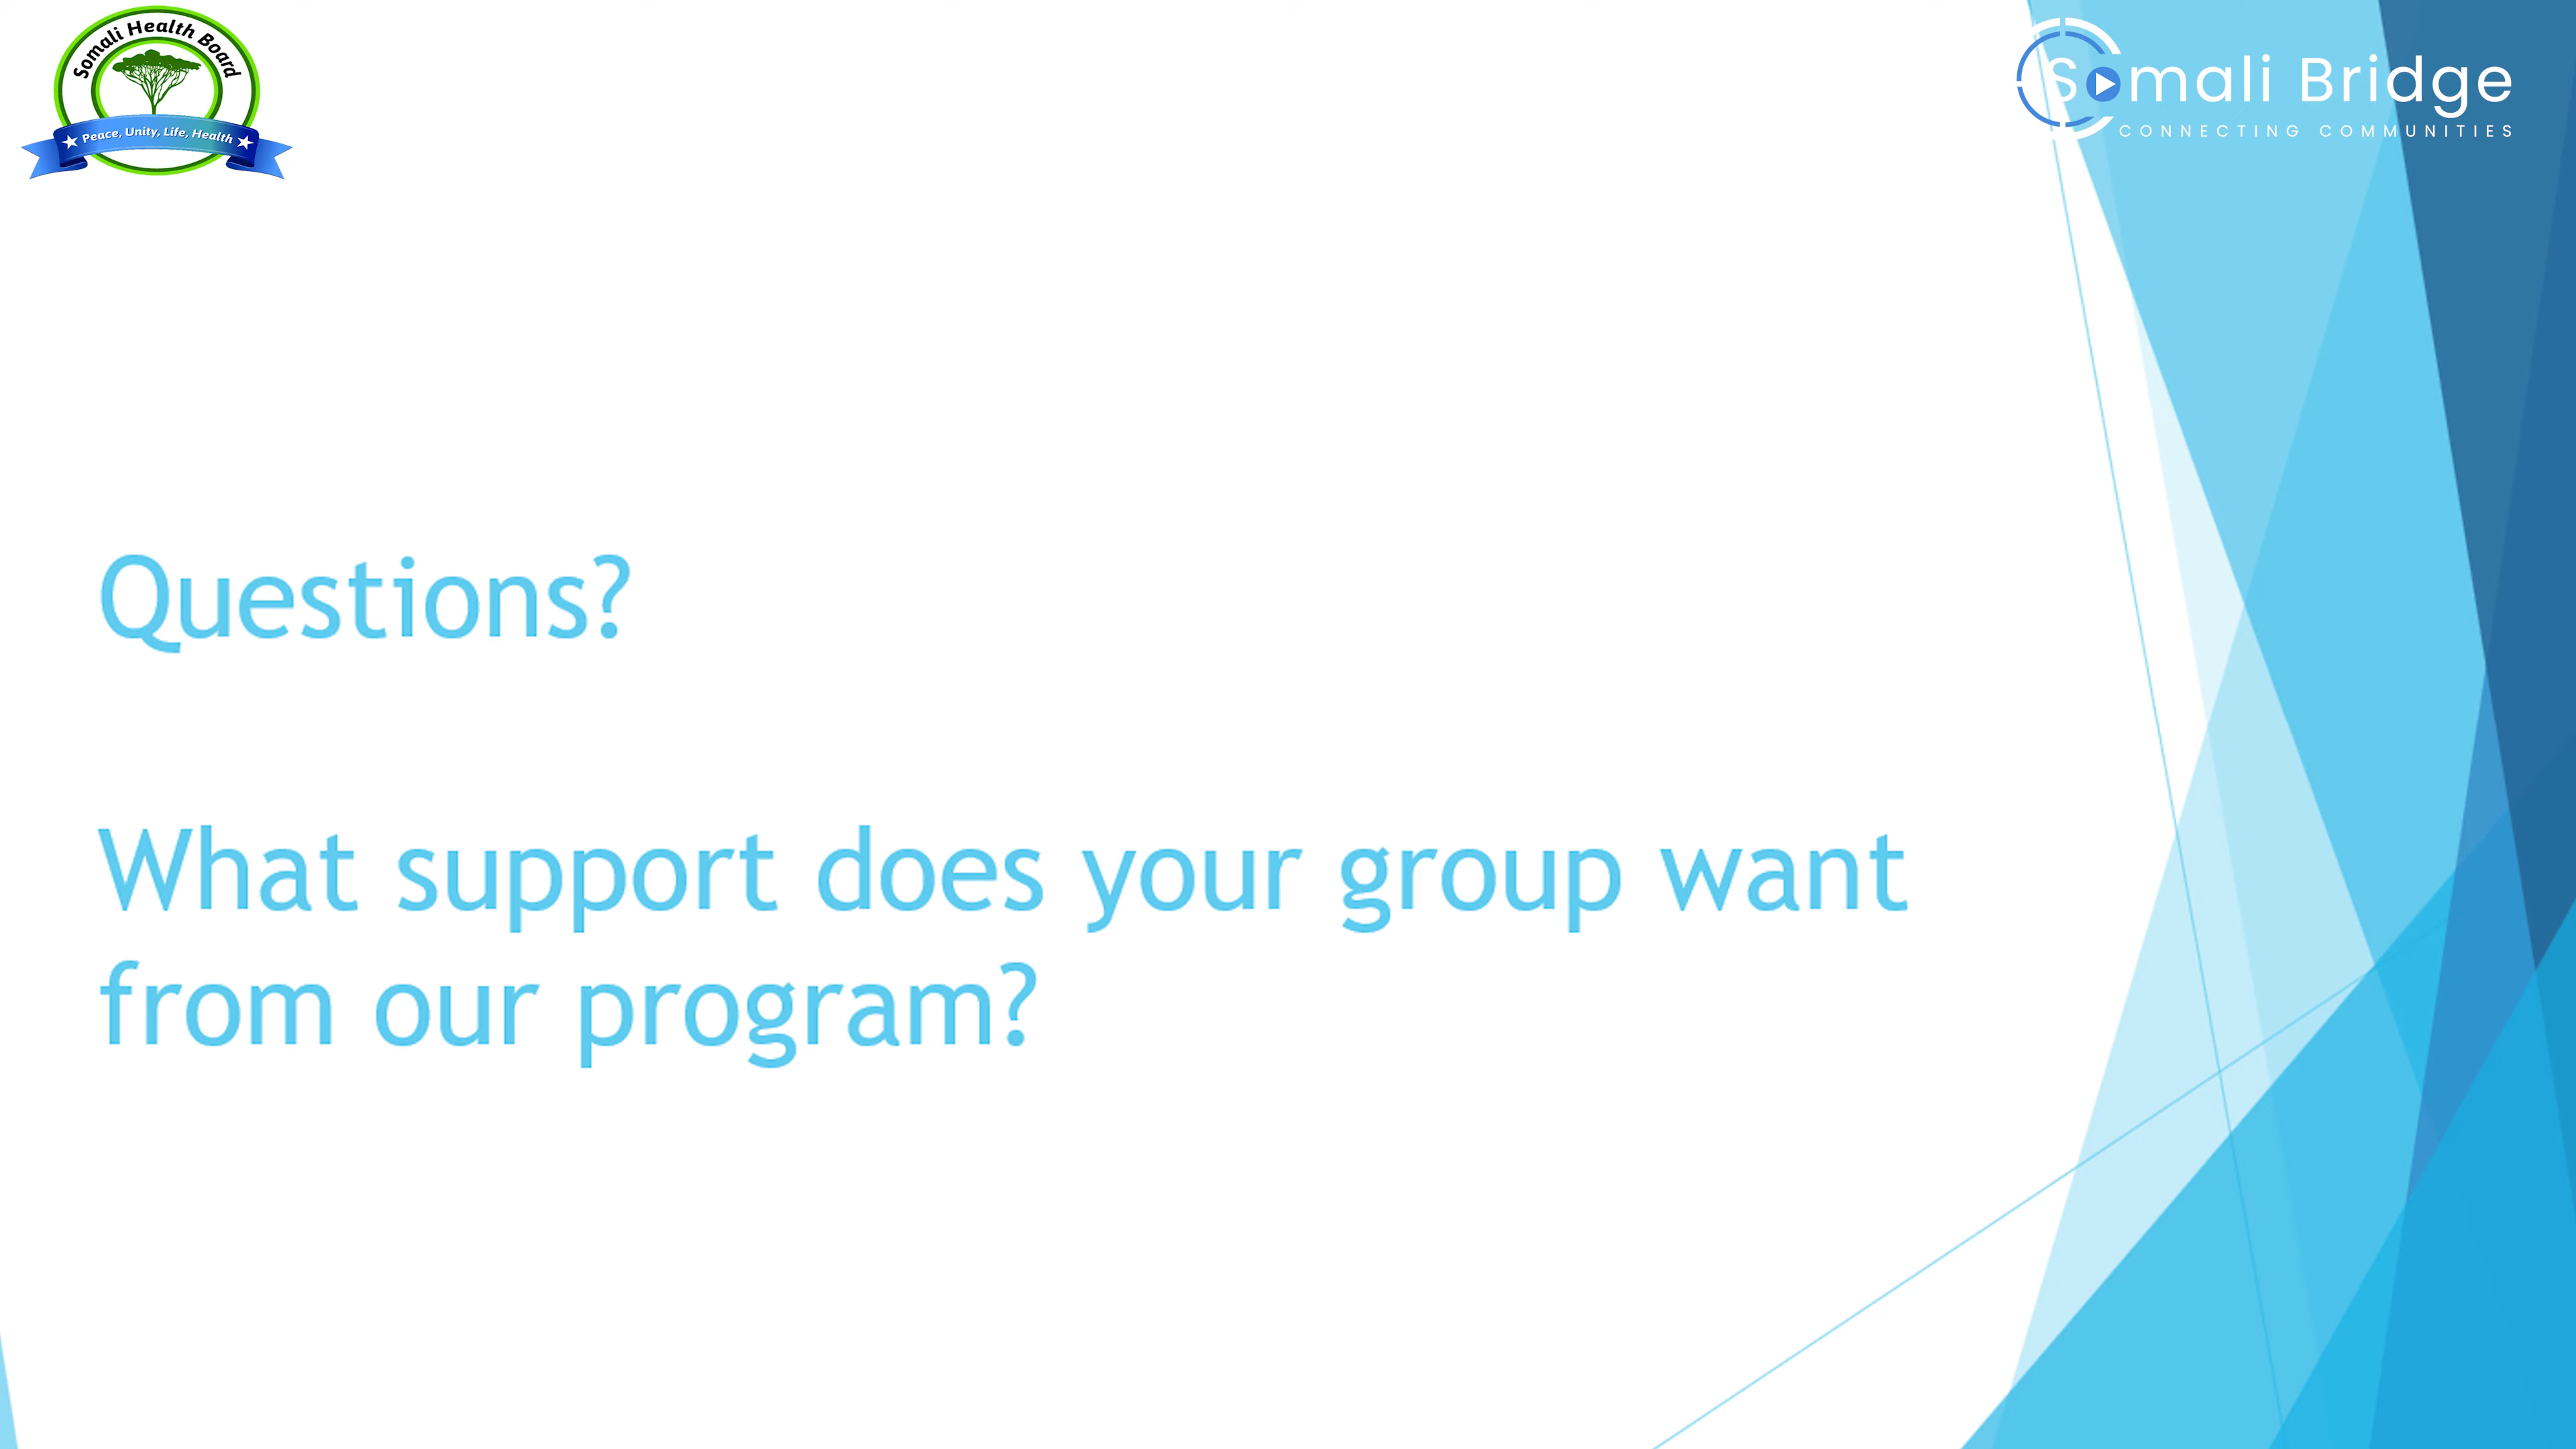 Somali Health Board
Peace, Unity, Life, Health
Somali Bridge
CONNECTING COMMUNITIES
Questions?
What support does your group want
from our program?